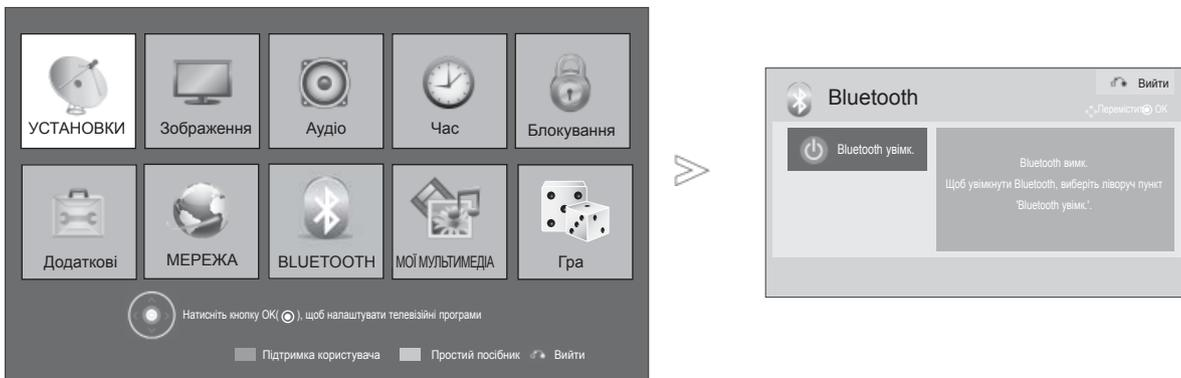 УСТАНОВКИ Зображення Аудіо Час Блокування
Додаткові МЕРЕЖА BLUETOOTH МОЇ МУЛЬТИМЕДІА Гра
Натисніть кнопку OK( ), щоб налаштувати телевізійні програми
Підтримка користувача Простий посібник Вийти
Bluetooth
Вийти
Перемістити OK
Bluetooth увімк.
Bluetooth вимк.
Щоб увімкнути Bluetooth, виберіть ліворуч пункт
'Bluetooth увімк.'.